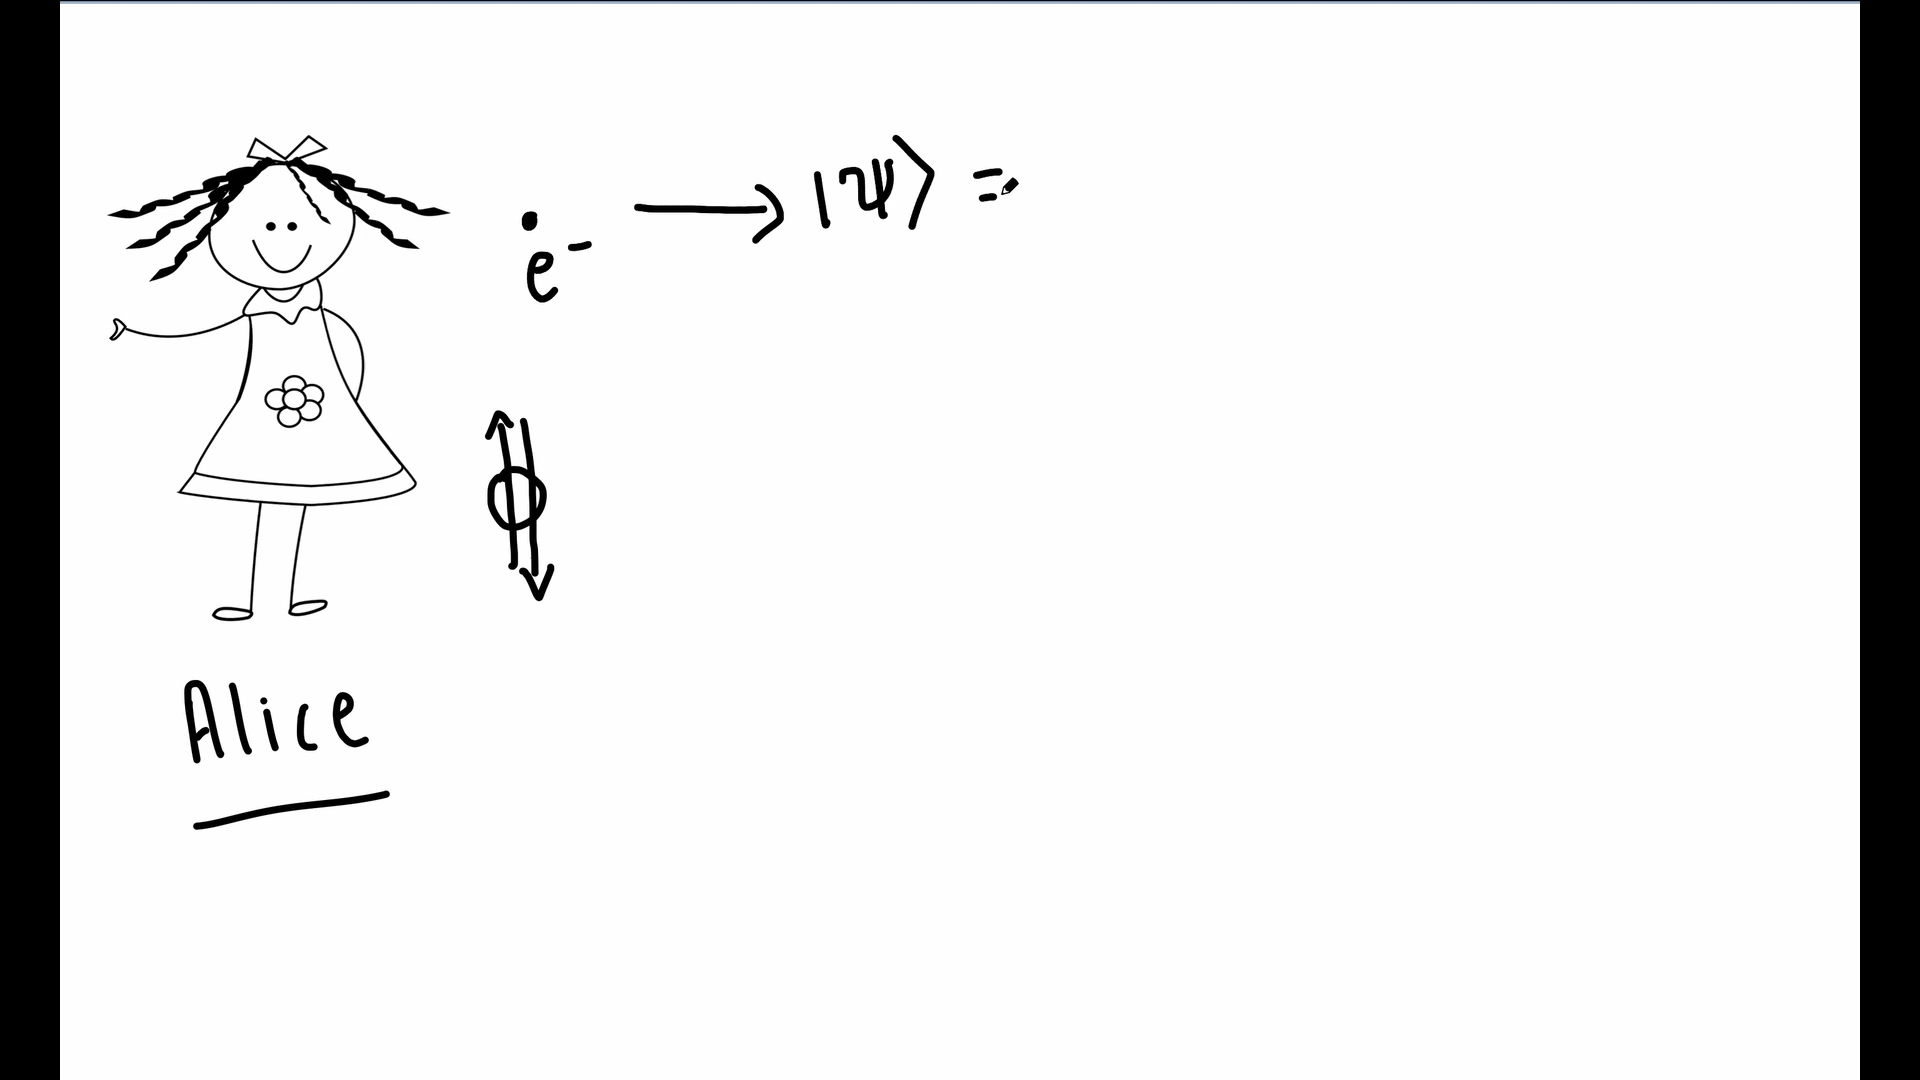 e⁻ → |ψ⟩ =
Alice